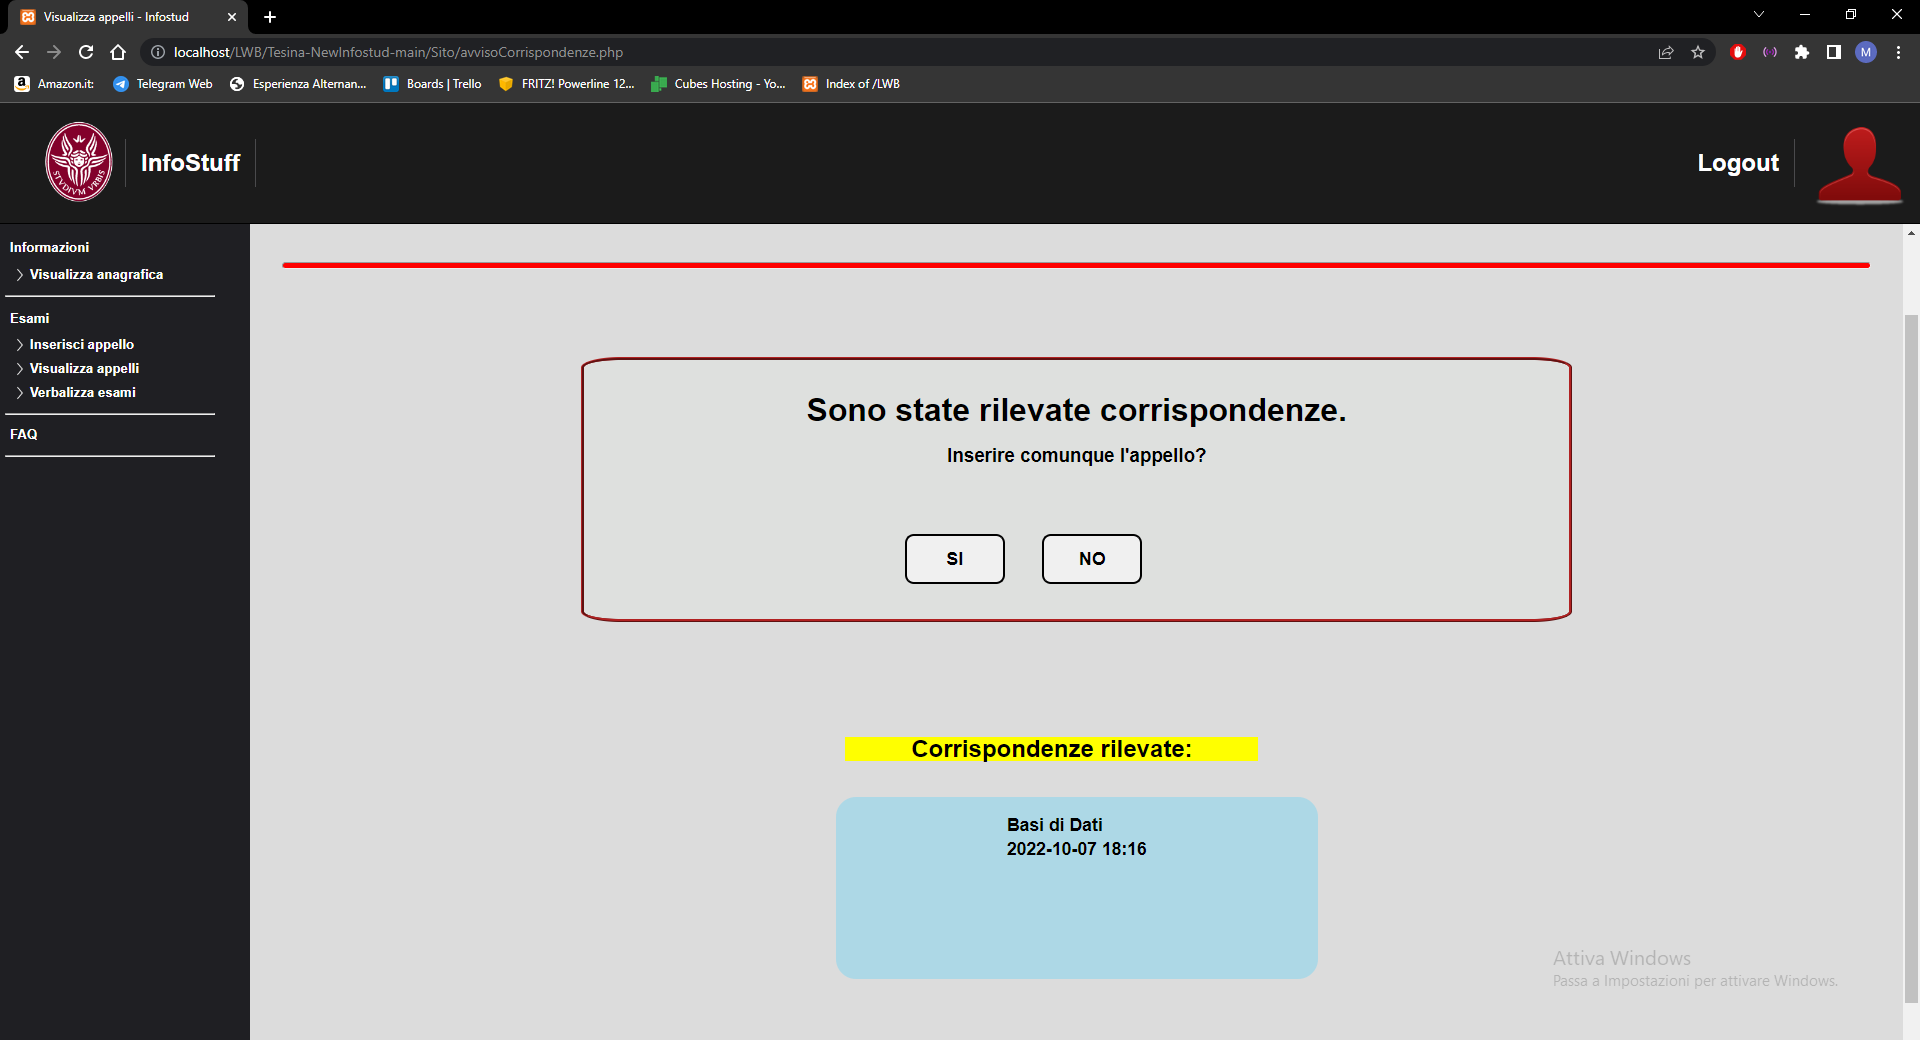 Visualizza appelli - Infostud
localhost/LWB/Tesina-NewInfostud-main/Sito/avvisoCorrispondenze.php
M
Amazon.it:
Telegram Web
Esperienza Alternan...
Boards | Trello
FRITZ! Powerline 12...
Cubes Hosting - Yo...
Index of /LWB
STVDIVM VRBIS
InfoStuff
Logout
Informazioni
Visualizza anagrafica
Esami
Inserisci appello
Visualizza appelli
Verbalizza esami
FAQ
Sono state rilevate corrispondenze.
Inserire comunque l'appello?
SI
NO
Corrispondenze rilevate:
Basi di Dati
2022-10-07 18:16
Attiva Windows
Passa a Impostazioni per attivare Windows.